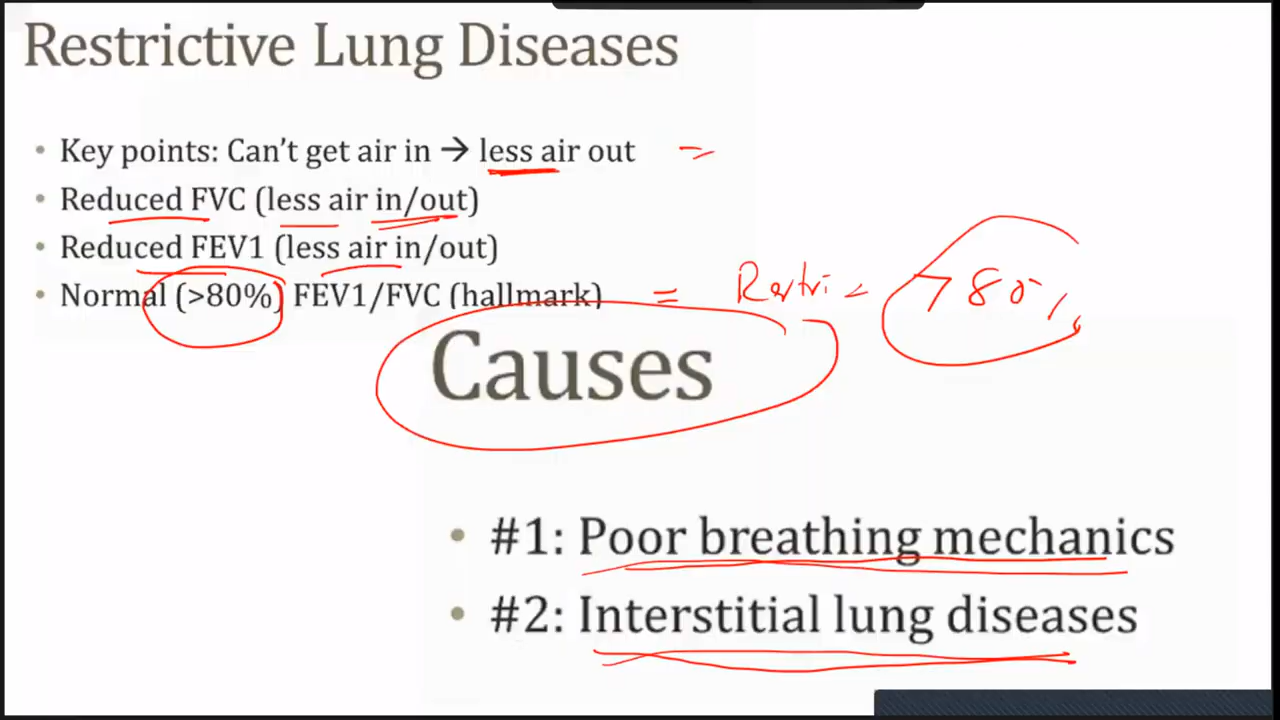 Restrictive Lung Diseases
• Key points: Can't get air in → less air out =
• Reduced FVC (less air in/out)
• Reduced FEV1 (less air in/out)
• Normal (>80%) FEV1/FVC (hallmark) = Restri >80%
Causes
• #1: Poor breathing mechanics
• #2: Interstitial lung diseases